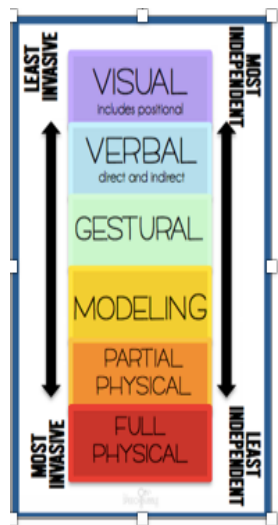 LEAST
INVASIVE
MOST
INDEPENDENT
VISUAL
includes positional
VERBAL
direct and indirect
GESTURAL
MODELING
PARTIAL
PHYSICAL
FULL
PHYSICAL
MOST
INVASIVE
LEAST
INDEPENDENT